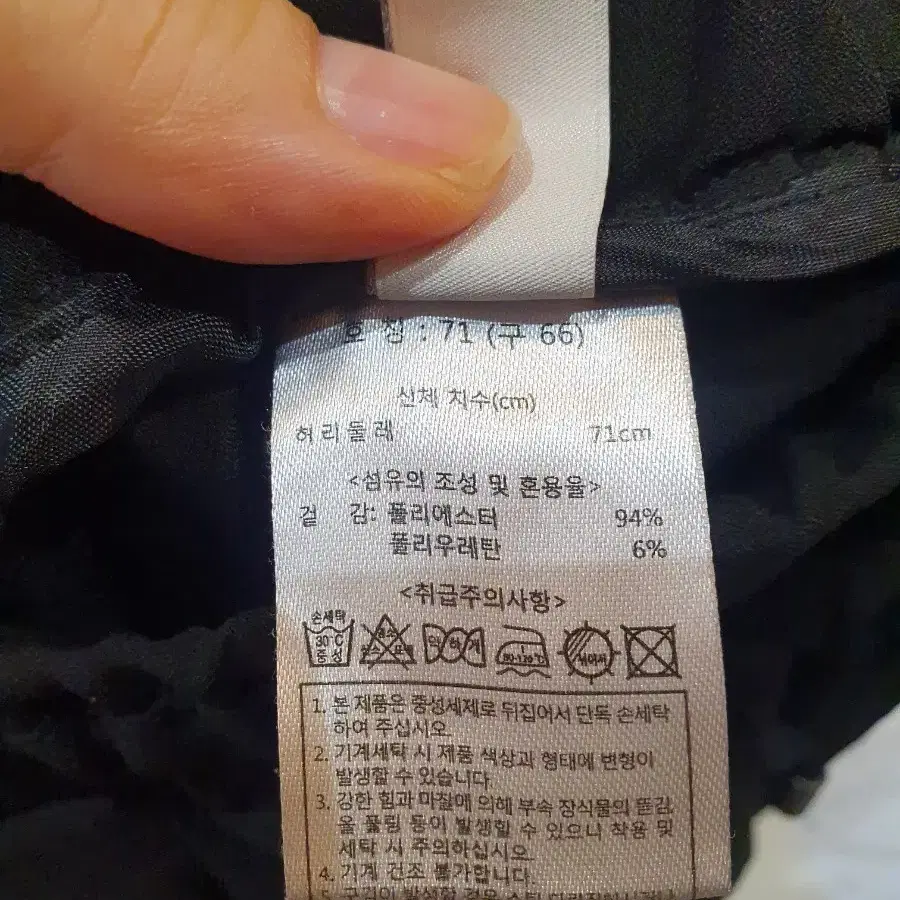 호 칭 : 71 (구 66)
신체 치수(cm)
허리둘레 71cm
<섬유의 조성 및 혼용율>
겉 감: 폴리에스터 94%
폴리우레탄 6%
<취급주의사항>
손세탁
30℃
중성
약하게
80-120℃
뉘어서
1. 본 제품은 중성세제로 뒤집어서 단독 손세탁
하여 주십시오.
2. 기계세탁 시 제품 색상과 형태에 변형이
발생할 수 있습니다.
3. 강한 힘과 마찰에 의해 부속 장식물의 뜯김,
올 풀림 등이 발생할 수 있으니 착용 및
세탁 시 주의하십시오.
4. 기계 건조 불가합니다.